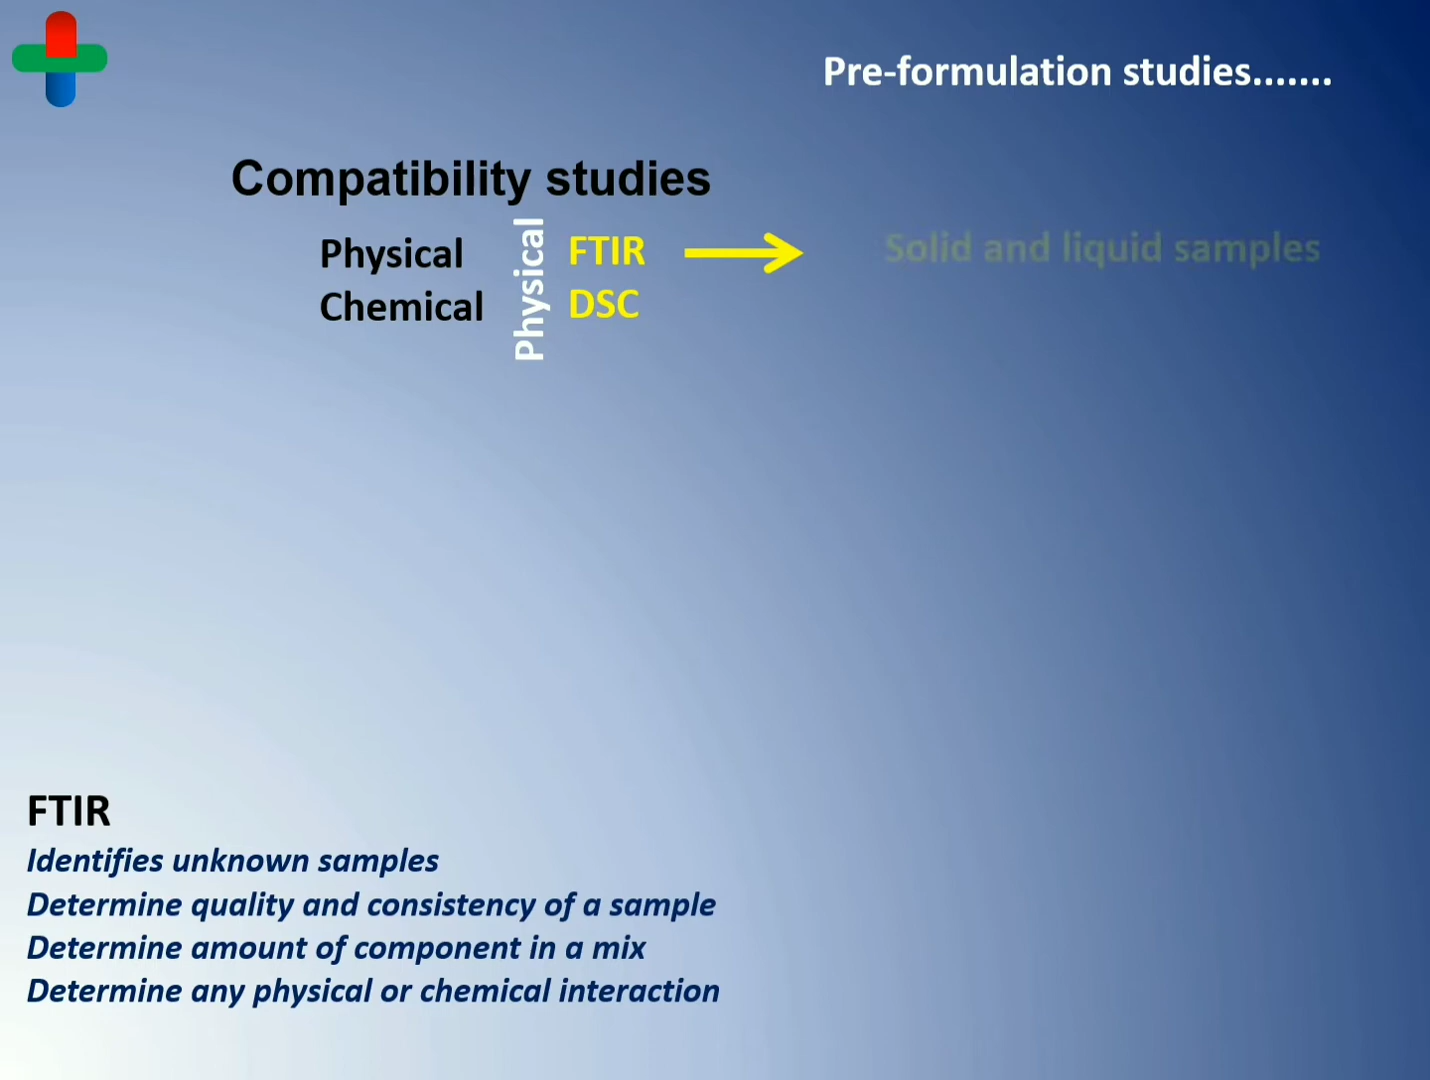 Pre-formulation studies.......
Compatibility studies
Physical
Chemical
Physical
FTIR
DSC
Solid and liquid samples
FTIR
Identifies unknown samples
Determine quality and consistency of a sample
Determine amount of component in a mix
Determine any physical or chemical interaction